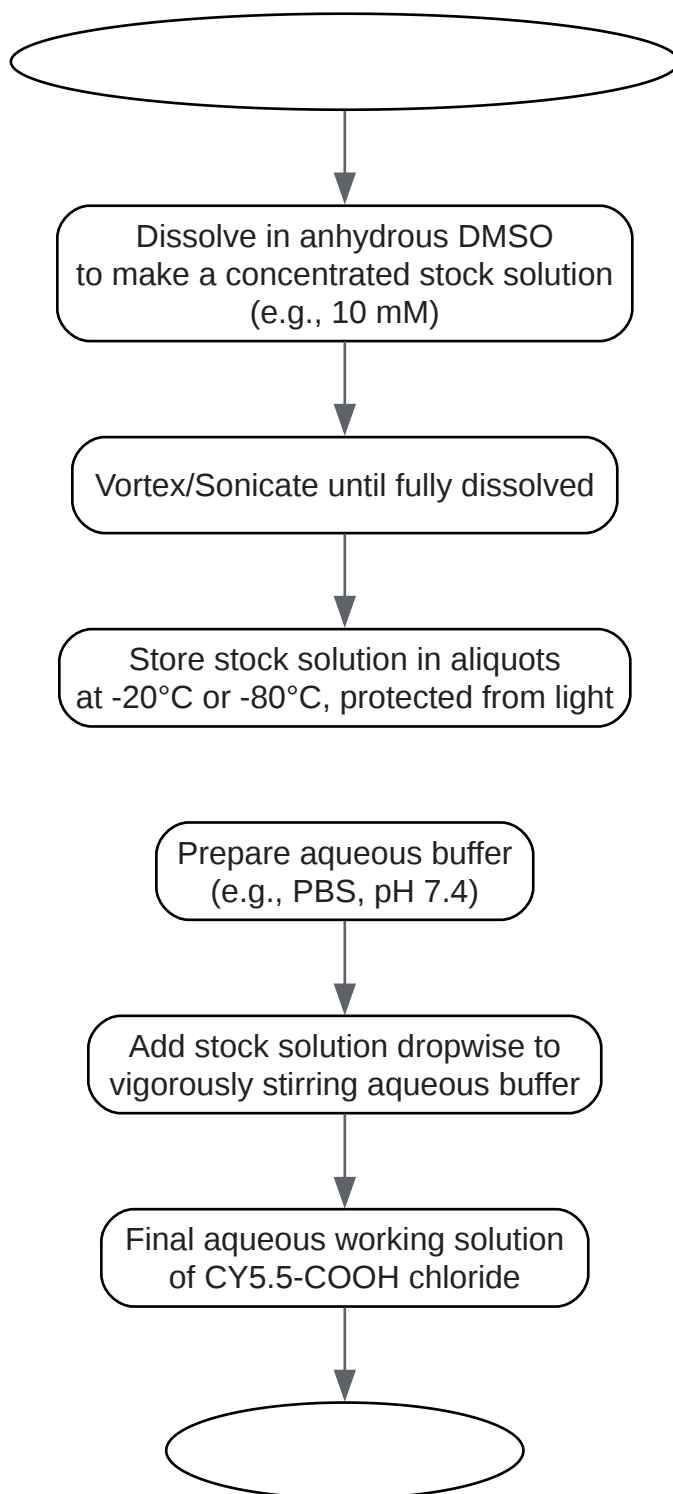 Dissolve in anhydrous DMSO
to make a concentrated stock solution
(e.g., 10 mM)
Vortex/Sonicate until fully dissolved
Store stock solution in aliquots
at -20°C or -80°C, protected from light
Prepare aqueous buffer
(e.g., PBS, pH 7.4)
Add stock solution dropwise to
vigorously stirring aqueous buffer
Final aqueous working solution
of CY5.5-COOH chloride